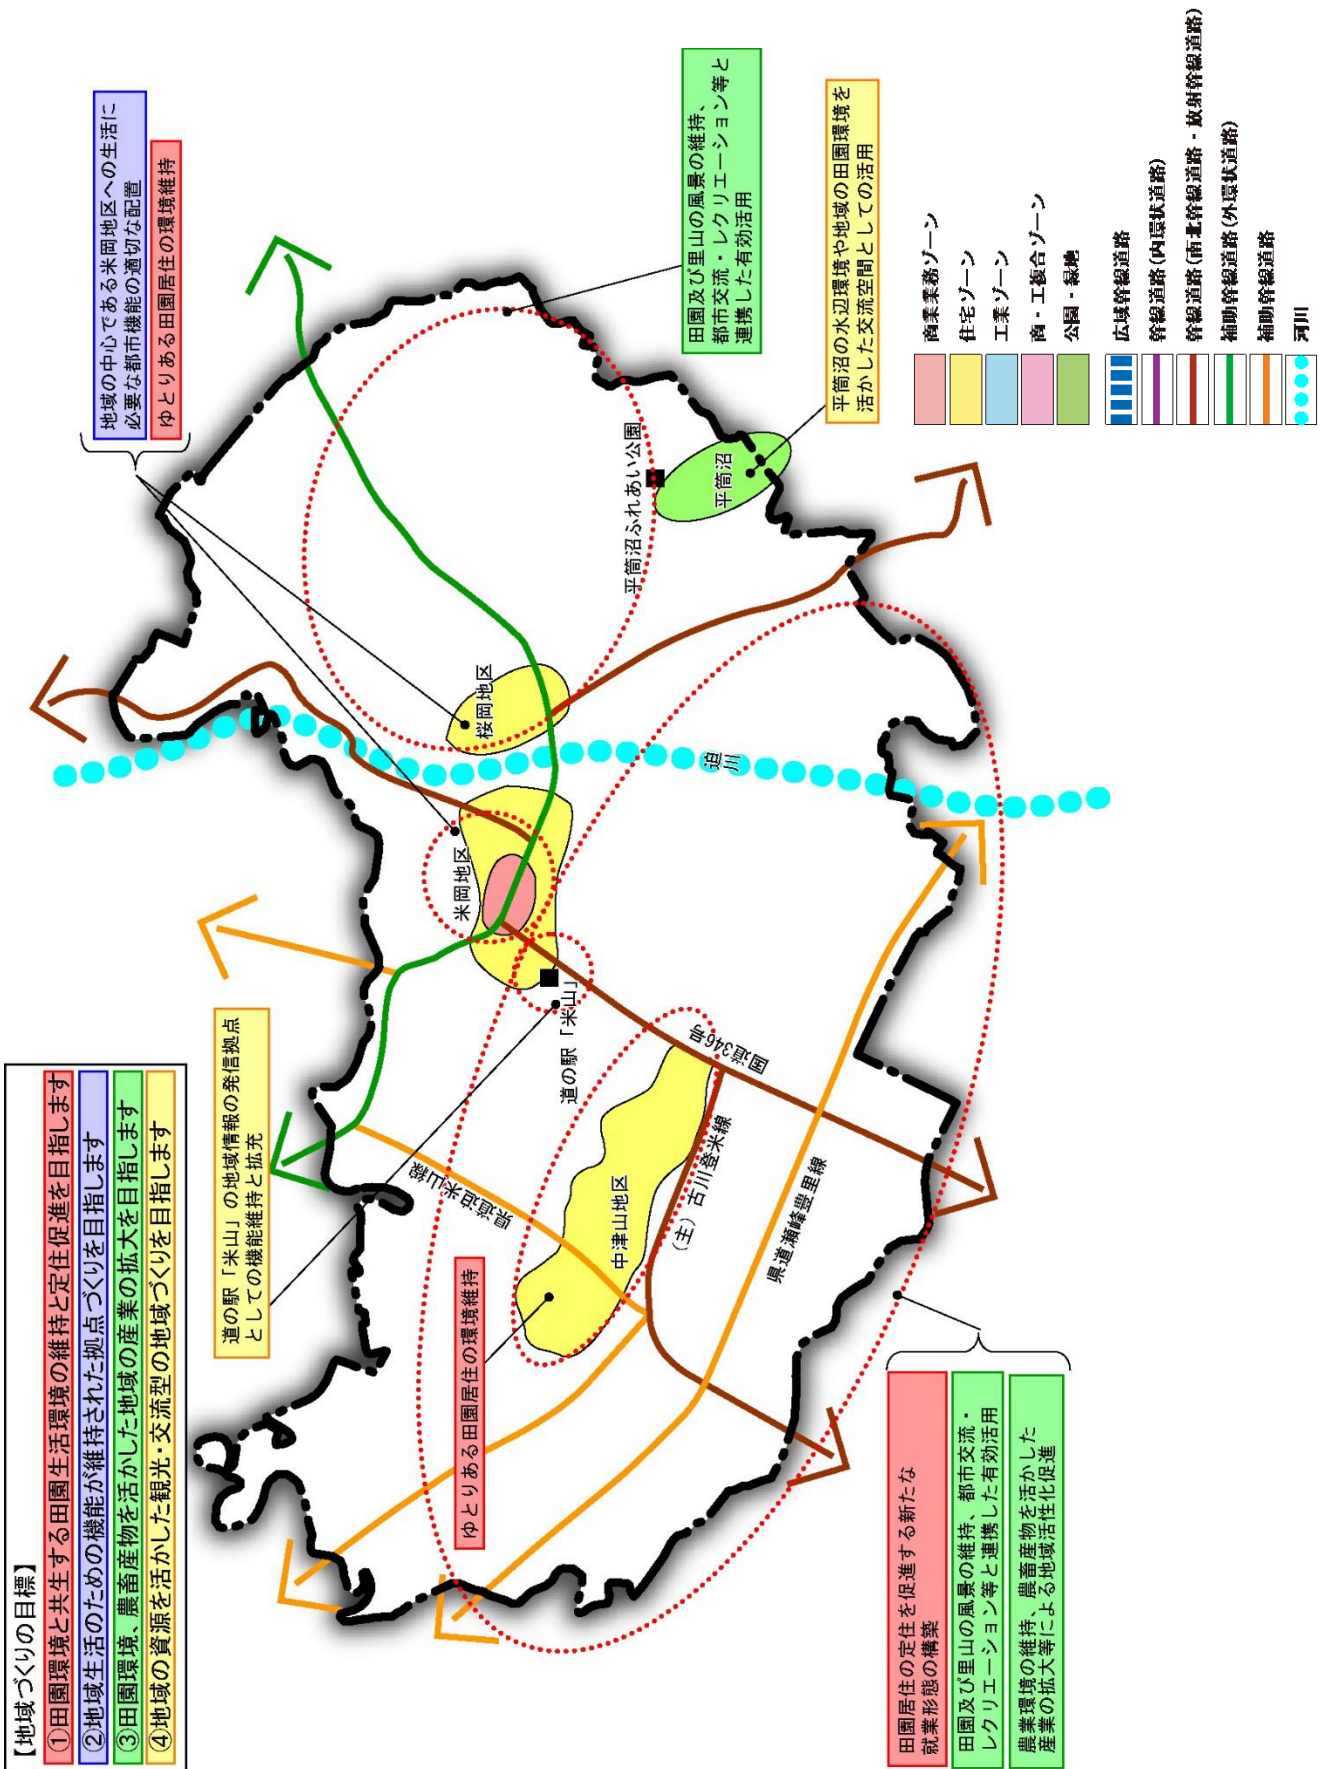 【地域づくりの目標】
①田園環境と共生する田園生活環境の維持と定住促進を目指します
②地域生活のための機能が維持された拠点づくりを目指します
③田園環境、農畜産物を活かした地域の産業の拡大を目指します
④地域の資源を活かした観光・交流型の地域づくりを目指します
地域の中心である米岡地区への生活に
必要な都市機能の適切な配置
ゆとりある田園居住の環境維持
道の駅「米山」の地域情報の発信拠点
としての機能維持と拡充
田園及び里山の風景の維持、
都市交流・レクリエーション等と
連携した有効活用
平筒沼の水辺環境や地域の田園環境を
活かした交流空間としての活用
ゆとりある田園居住の環境維持
米岡地区
桜岡地区
道の駅「米山」
中津山地区
平筒沼ふれあい公園
平筒沼
迫川
県道迫米山線
国道346号
(主)古川登米線
県道瀬峰豊里線
田園居住の定住を促進する新たな
就業形態の構築
田園及び里山の風景の維持、都市交流・
レクリエーション等と連携した有効活用
農業環境の維持、農畜産物を活かした
産業の拡大等による地域活性化促進
商業業務ゾーン
住宅ゾーン
工業ゾーン
商・工複合ゾーン
公園・緑地
広域幹線道路
幹線道路(内環状道路)
幹線道路(南北幹線道路・放射幹線道路)
補助幹線道路(外環状道路)
補助幹線道路
河川